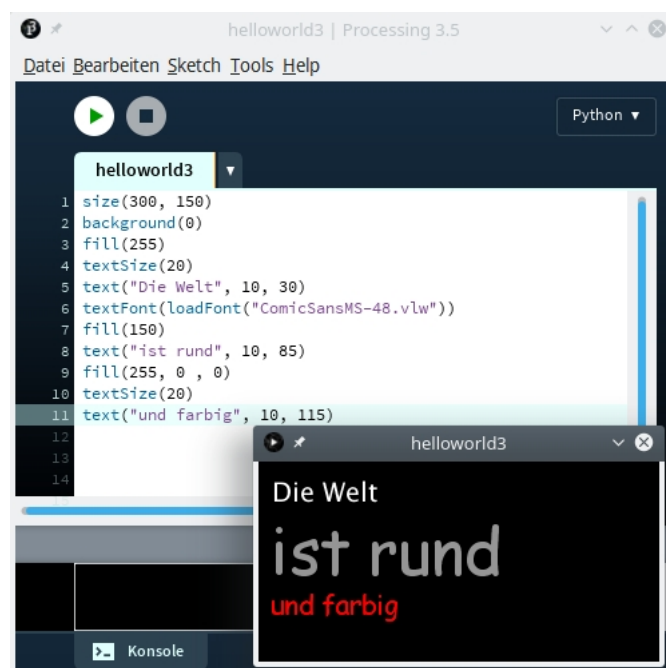 helloworld3 | Processing 3.5
Datei Bearbeiten Sketch Tools Help
Python ▼
helloworld3 ▼
1 size(300, 150)
2 background(0)
3 fill(255)
4 textSize(20)
5 text("Die Welt", 10, 30)
6 textFont(loadFont("ComicSansMS-48.vlw"))
7 fill(150)
8 text("ist rund", 10, 85)
9 fill(255, 0 , 0)
10 textSize(20)
11 text("und farbig", 10, 115)
12
13
14
helloworld3
Die Welt
ist rund
und farbig
>_ Konsole